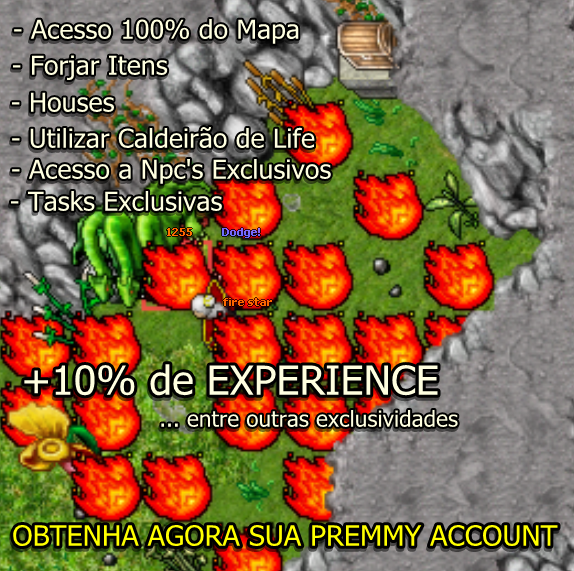 - Acesso 100% do Mapa
- Forjar Itens
- Houses
- Utilizar Caldeirão de Life
- Acesso a Npc's Exclusivos
- Tasks Exclusivas
1255 Dodge!
fire star
+10% de EXPERIENCE
... entre outras exclusividades
OBTENHA AGORA SUA PREMMY ACCOUNT